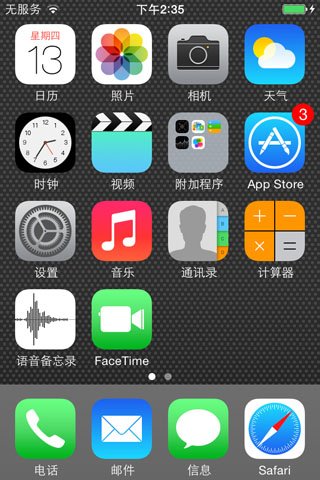 无服务 下午2:35
星期四
13
日历 照片 相机 天气
3
时钟 视频 附加程序 App Store
设置 音乐 通讯录 计算器
语音备忘录 FaceTime
电话 邮件 信息 Safari